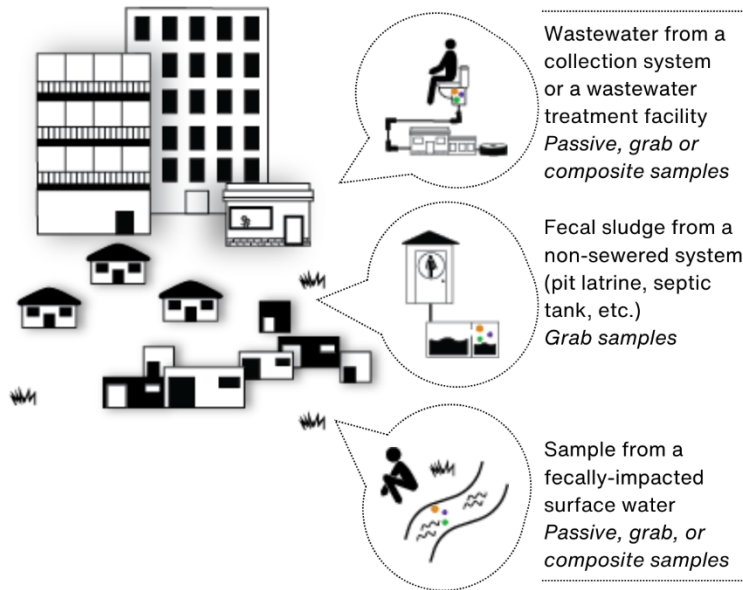 Wastewater from a
collection system
or a wastewater
treatment facility
Passive, grab or
composite samples
Fecal sludge from a
non-sewered system
(pit latrine, septic
tank, etc.)
Grab samples
Sample from a
fecally-impacted
surface water
Passive, grab, or
composite samples